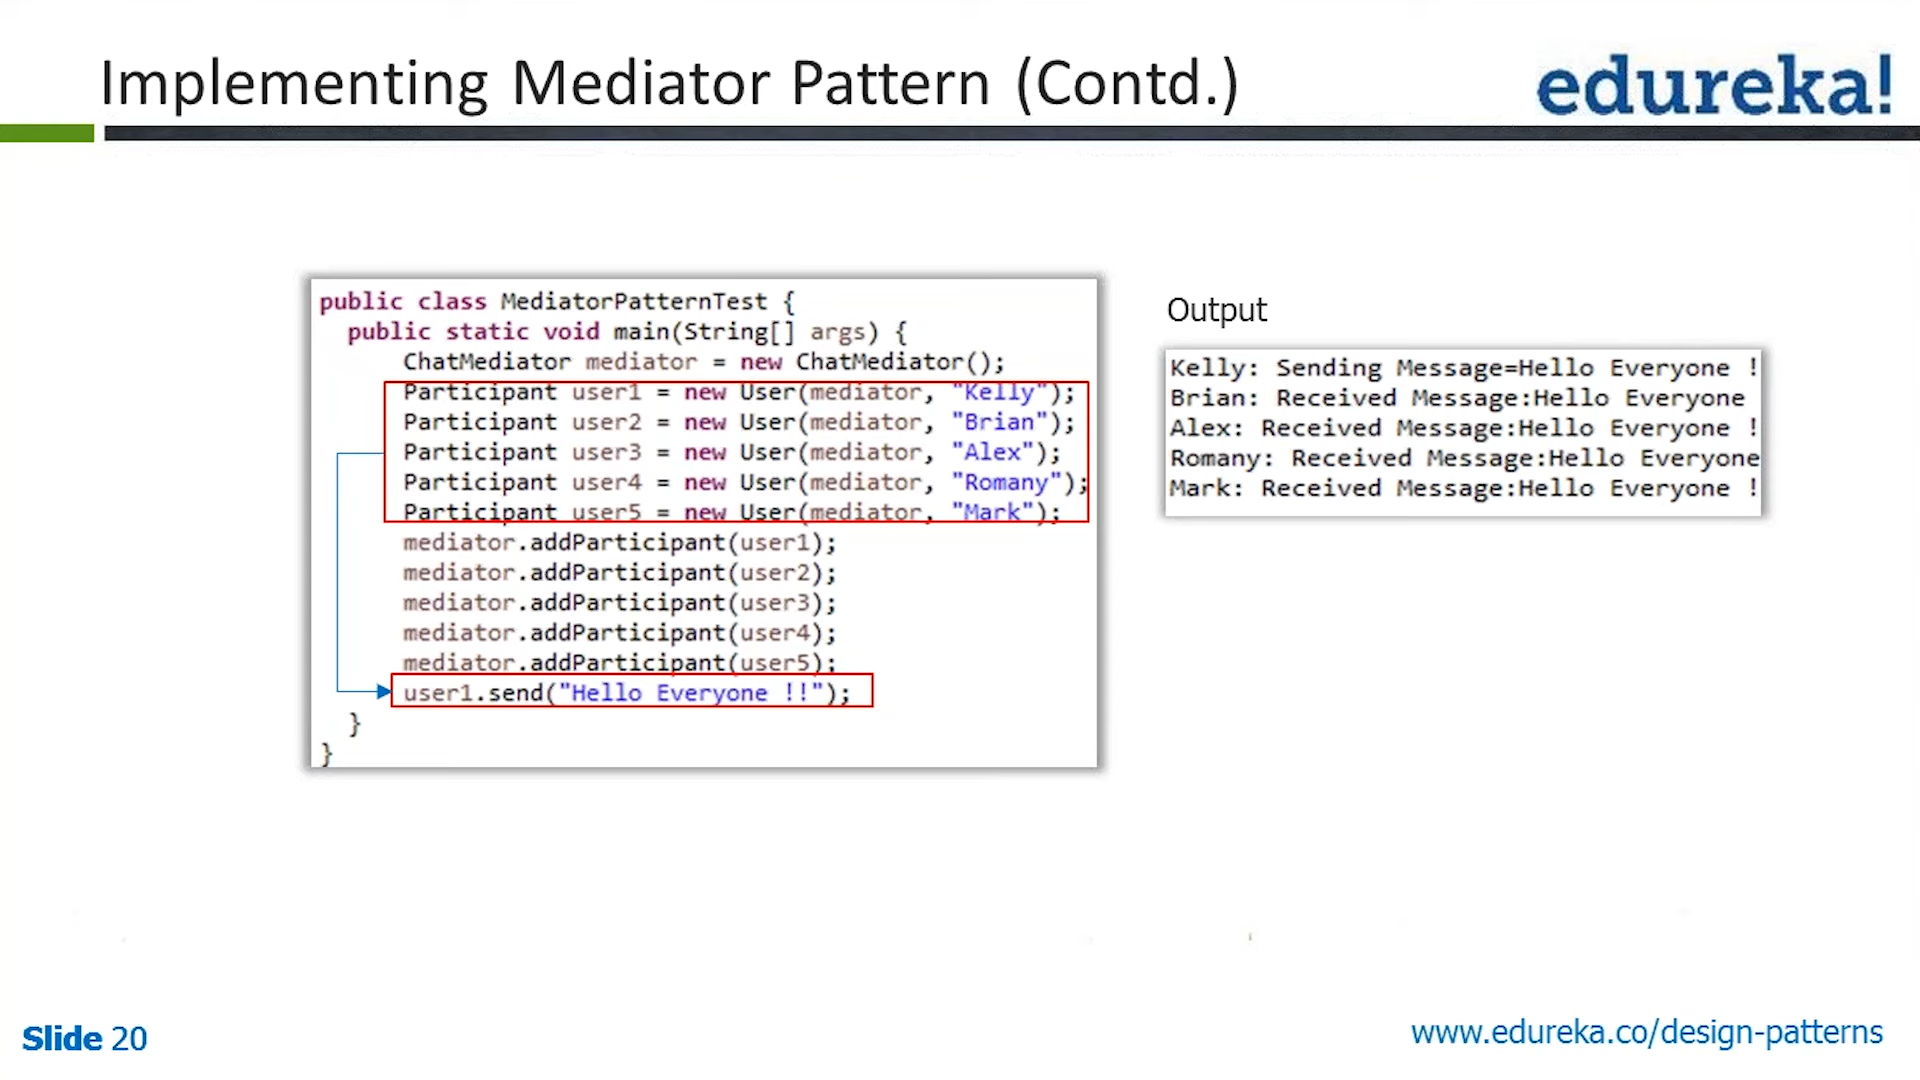 Implementing Mediator Pattern (Contd.)
edureka!
public class MediatorPatternTest {
public static void main(String[] args) {
ChatMediator mediator = new ChatMediator();
Participant user1 = new User(mediator, "Kelly");
Participant user2 = new User(mediator, "Brian");
Participant user3 = new User(mediator, "Alex");
Participant user4 = new User(mediator, "Romany");
Participant user5 = new User(mediator, "Mark");
mediator.addParticipant(user1);
mediator.addParticipant(user2);
mediator.addParticipant(user3);
mediator.addParticipant(user4);
mediator.addParticipant(user5);
user1.send("Hello Everyone !!");
}
}
Output
Kelly: Sending Message=Hello Everyone !
Brian: Received Message:Hello Everyone
Alex: Received Message:Hello Everyone !
Romany: Received Message:Hello Everyone
Mark: Received Message:Hello Everyone !
Slide 20
www.edureka.co/design-patterns